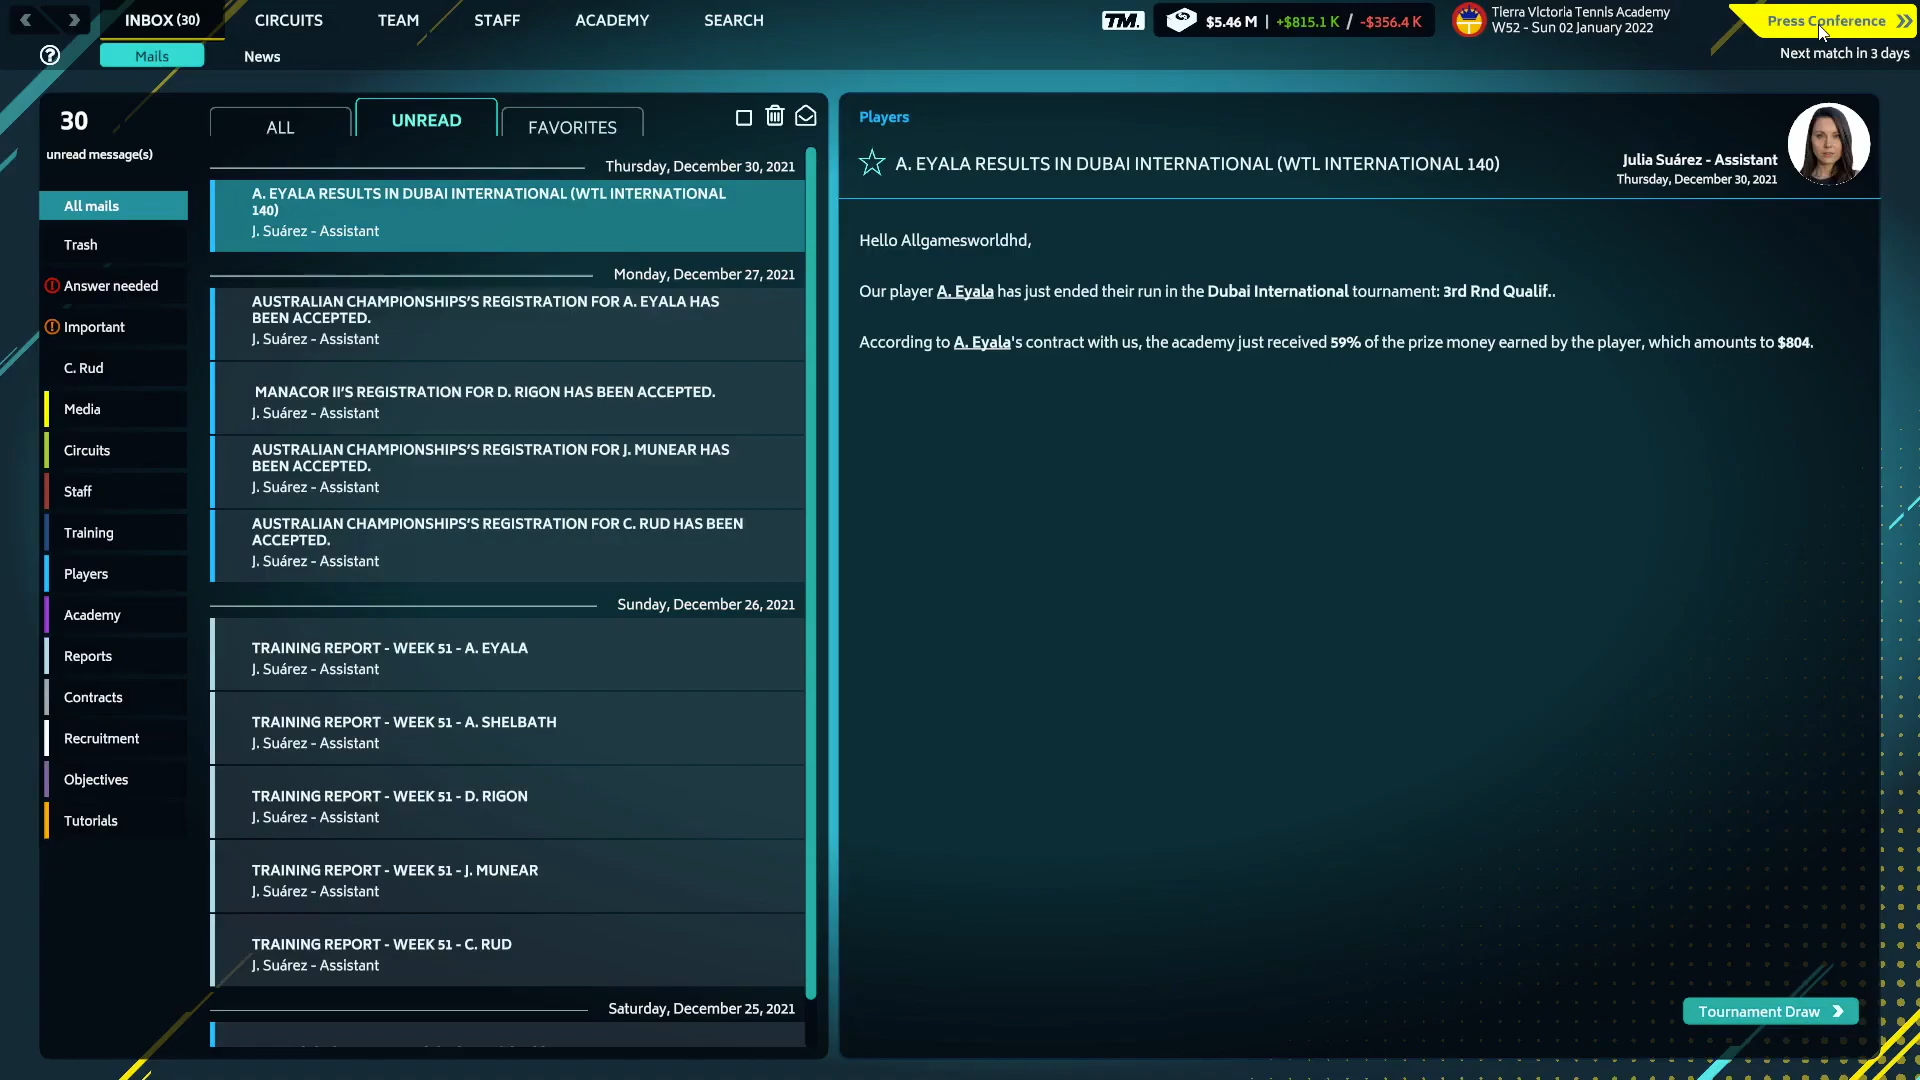 INBOX (30)
CIRCUITS
TEAM
STAFF
ACADEMY
SEARCH
TM.
$5.46 M | +$815.1 K / -$356.4 K
Tierra Victoria Tennis Academy
W52 - Sun 02 January 2022
Press Conference
Next match in 3 days
?
Mails
News
30
unread message(s)
All mails
Trash
Answer needed
Important
C. Rud
Media
Circuits
Staff
Training
Players
Academy
Reports
Contracts
Recruitment
Objectives
Tutorials
ALL
UNREAD
FAVORITES
Thursday, December 30, 2021
A. EYALA RESULTS IN DUBAI INTERNATIONAL (WTL INTERNATIONAL
140)
J. Suárez - Assistant
Monday, December 27, 2021
AUSTRALIAN CHAMPIONSHIPS'S REGISTRATION FOR A. EYALA HAS
BEEN ACCEPTED.
J. Suárez - Assistant
MANACOR II'S REGISTRATION FOR D. RIGON HAS BEEN ACCEPTED.
J. Suárez - Assistant
AUSTRALIAN CHAMPIONSHIPS'S REGISTRATION FOR J. MUNEAR HAS
BEEN ACCEPTED.
J. Suárez - Assistant
AUSTRALIAN CHAMPIONSHIPS'S REGISTRATION FOR C. RUD HAS BEEN
ACCEPTED.
J. Suárez - Assistant
Sunday, December 26, 2021
TRAINING REPORT - WEEK 51 - A. EYALA
J. Suárez - Assistant
TRAINING REPORT - WEEK 51 - A. SHELBATH
J. Suárez - Assistant
TRAINING REPORT - WEEK 51 - D. RIGON
J. Suárez - Assistant
TRAINING REPORT - WEEK 51 - J. MUNEAR
J. Suárez - Assistant
TRAINING REPORT - WEEK 51 - C. RUD
J. Suárez - Assistant
Saturday, December 25, 2021
Players
A. EYALA RESULTS IN DUBAI INTERNATIONAL (WTL INTERNATIONAL 140)
Julia Suárez - Assistant
Thursday, December 30, 2021
Hello Allgamesworldhd,
Our player A. Eyala has just ended their run in the Dubai International tournament: 3rd Rnd Qualif..
According to A. Eyala's contract with us, the academy just received 59% of the prize money earned by the player, which amounts to $804.
Tournament Draw